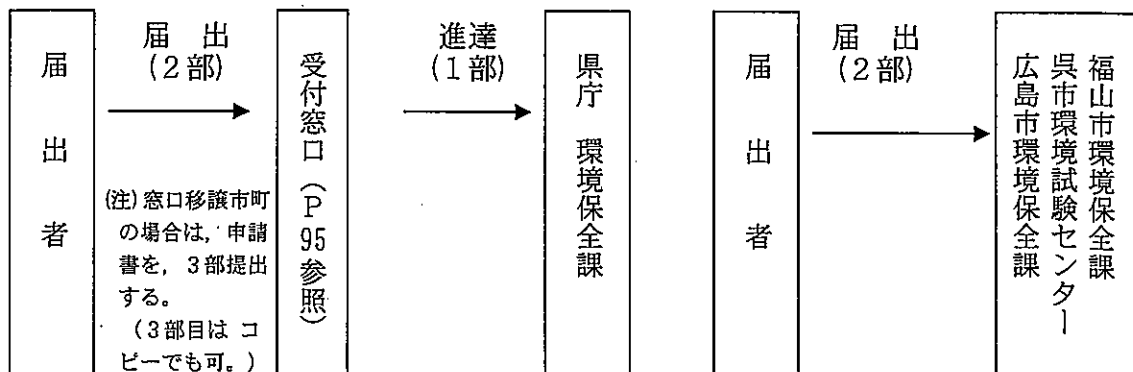 届出者
届出
(2部)
(注)窓口移譲市町
の場合は，申請
書を，3部提出
する。
(3部目は コ
ピーでも可。)
受付窓口（P95参照）
進達
(1部)
県庁 環境保全課
届出者
届出
(2部)
福山市環境保全課
呉市環境試験センター
広島市環境保全課